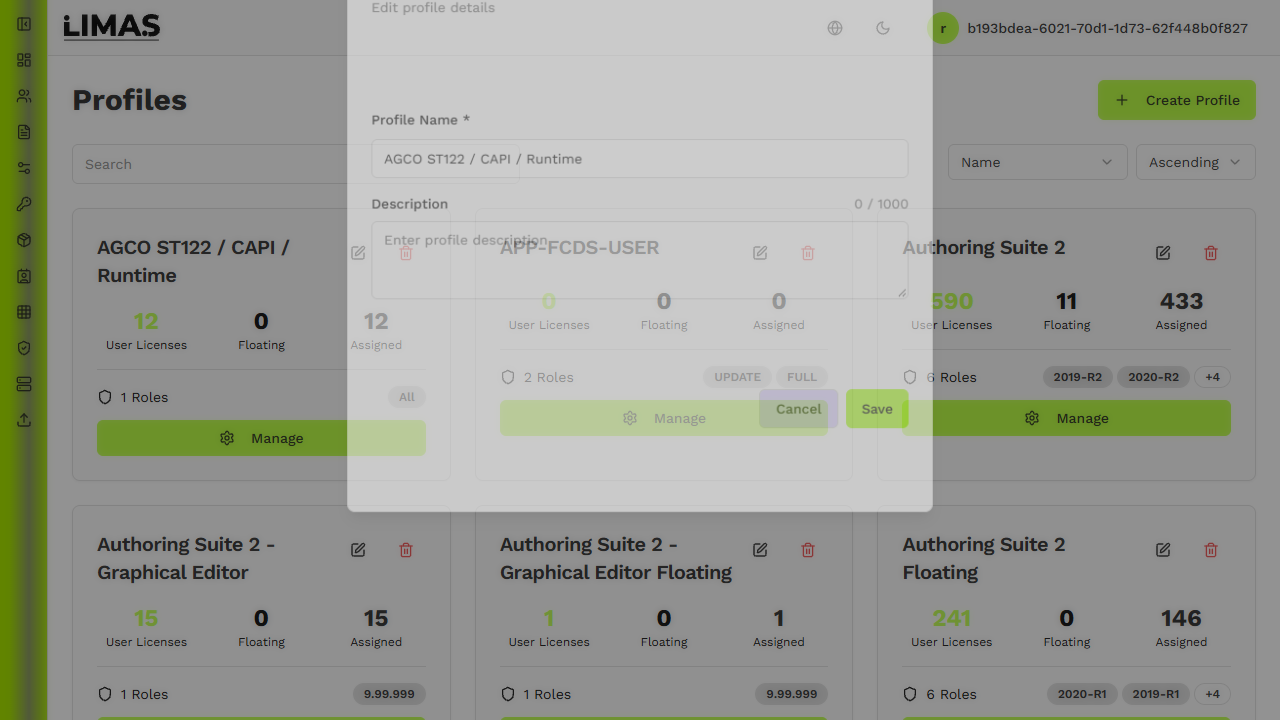 Edit profile details
LIMAS
r
b193bdea-6021-70d1-1d73-62f448b0f827
Profiles
Create Profile
Profile Name *
AGCO ST122 / CAPI / Runtime
Search
Name
Ascending
Description
0 / 1000
Enter profile description
AGCO ST122 / CAPI /
Runtime
12
User Licenses
0
Floating
12
Assigned
1 Roles
All
Manage
APP-FCDS-USER
0
User Licenses
0
Floating
0
Assigned
2 Roles
UPDATE
FULL
Manage
Cancel
Save
Authoring Suite 2
590
User Licenses
11
Floating
433
Assigned
6 Roles
2019-R2
2020-R2
+4
Manage
Authoring Suite 2 -
Graphical Editor
15
User Licenses
0
Floating
15
Assigned
1 Roles
9.99.999
Authoring Suite 2 -
Graphical Editor Floating
1
User Licenses
0
Floating
1
Assigned
1 Roles
9.99.999
Authoring Suite 2
Floating
241
User Licenses
0
Floating
146
Assigned
6 Roles
2020-R1
2019-R1
+4